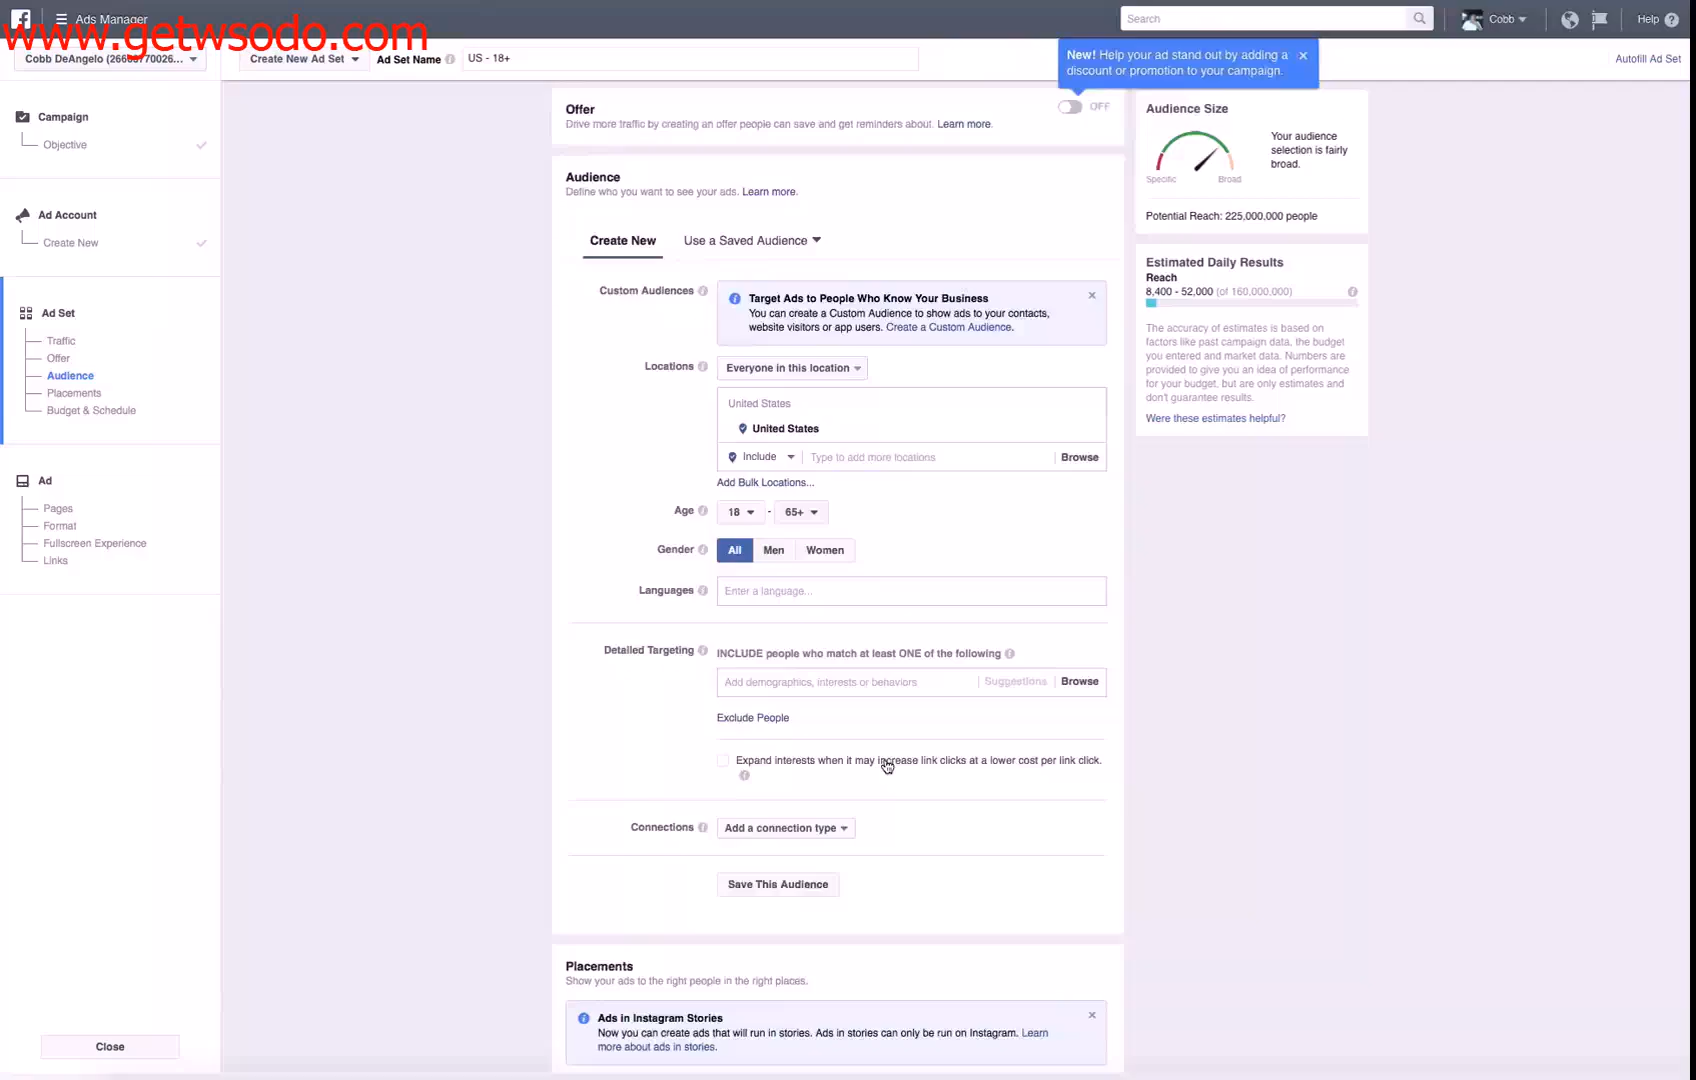 Ads Manager
www.getwsodo.com
Search
Cobb
Help
Cobb DeAngelo
Create New Ad Set
Ad Set Name
US - 18+
New! Help your ad stand out by adding a
discount or promotion to your campaign.
Autofill Ad Set
Campaign
Objective
Ad Account
Create New
Ad Set
Traffic
Offer
Audience
Placements
Budget & Schedule
Ad
Pages
Format
Fullscreen Experience
Links
Close
Offer
OFF
Drive more traffic by creating an offer people can save and get reminders about. Learn more.
Audience
Define who you want to see your ads. Learn more.
Create New
Use a Saved Audience
Custom Audiences
Target Ads to People Who Know Your Business
You can create a Custom Audience to show ads to your contacts,
website visitors or app users. Create a Custom Audience.
Locations
Everyone in this location
United States
United States
Include
Type to add more locations
Browse
Add Bulk Locations...
Age
18
-
65+
Gender
All
Men
Women
Languages
Enter a language...
Detailed Targeting
INCLUDE people who match at least ONE of the following
Add demographics, interests or behaviors
Suggestions
Browse
Exclude People
Expand interests when it may increase link clicks at a lower cost per link click.
Connections
Add a connection type
Save This Audience
Placements
Show your ads to the right people in the right places.
Ads in Instagram Stories
Now you can create ads that will run in stories. Ads in stories can only be run on Instagram. Learn
more about ads in stories.
Audience Size
Your audience
selection is fairly
broad.
Specific
Broad
Potential Reach: 225,000,000 people
Estimated Daily Results
Reach
8,400 - 52,000 (of 160,000,000)
The accuracy of estimates is based on
factors like past campaign data, the budget
you entered and market data. Numbers are
provided to give you an idea of performance
for your budget, but are only estimates and
don't guarantee results.
Were these estimates helpful?